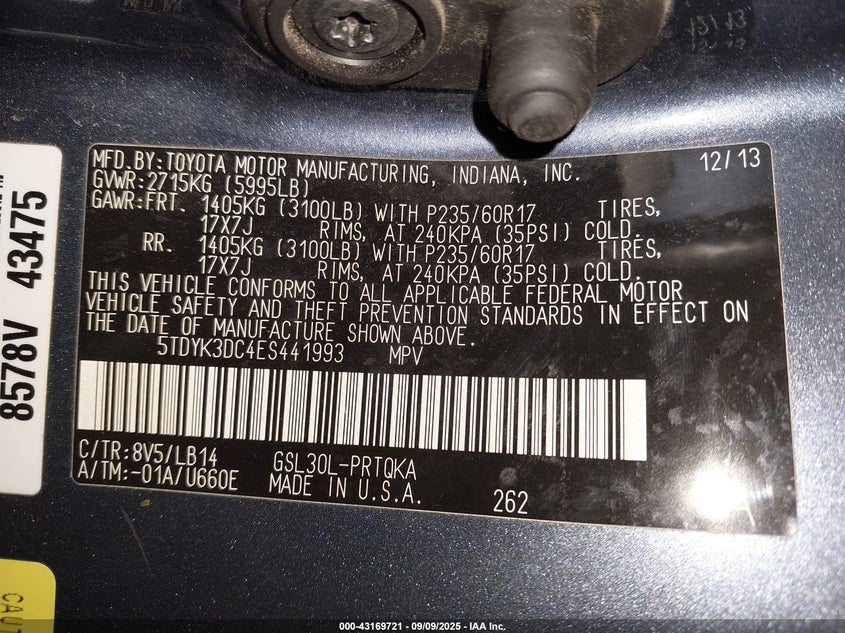 MFD.BY:TOYOTA MOTOR MANUFACTURING, INDIANA, INC. 12/13
GVWR:2715KG (5995LB)
GAWR:FRT. 1405KG (3100LB) WITH P235/60R17 TIRES,
17X7J RIMS, AT 240KPA (35PSI) COLD.
RR. 1405KG (3100LB) WITH P235/60R17 TIRES,
17X7J RIMS, AT 240KPA (35PSI) COLD.
THIS VEHICLE CONFORMS TO ALL APPLICABLE FEDERAL MOTOR
VEHICLE SAFETY AND THEFT PREVENTION STANDARDS IN EFFECT ON
THE DATE OF MANUFACTURE SHOWN ABOVE.
5TDYK3DC4ES441993 MPV
C/TR:8V5/LB14 GSL30L-PRTQKA
A/TM:-01A/U660E MADE IN U.S.A. 262
8578V 43475
CAU
000-43169721 - 09/09/2025 - IAA Inc.